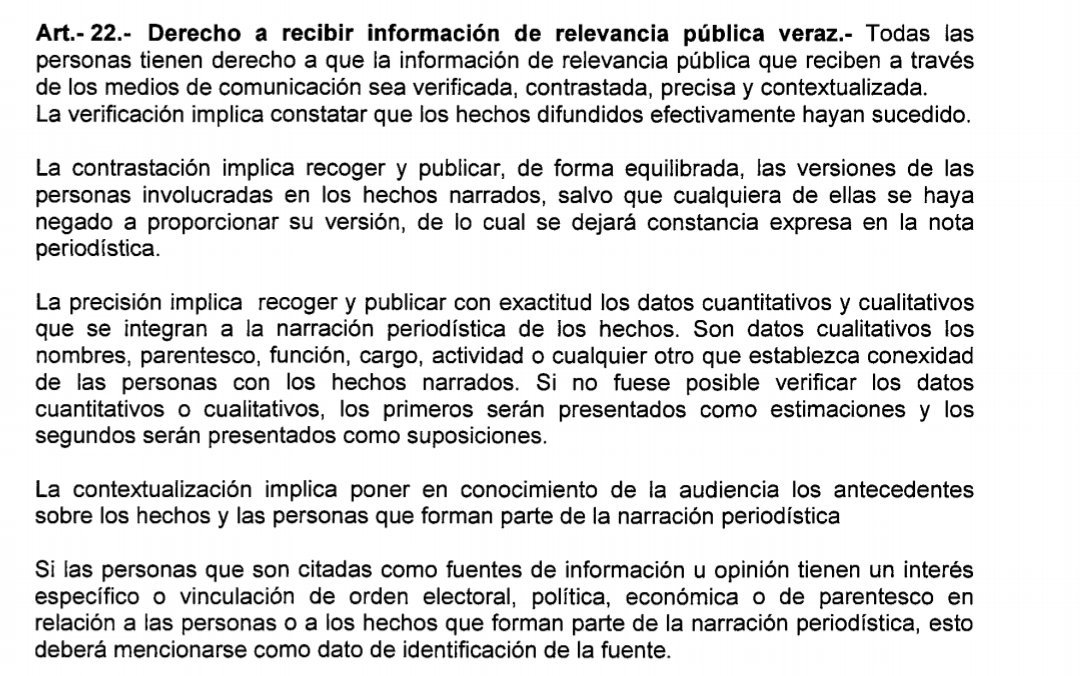 Art.- 22.- Derecho a recibir información de relevancia pública veraz.- Todas las
personas tienen derecho a que la información de relevancia pública que reciben a través
de los medios de comunicación sea verificada, contrastada, precisa y contextualizada.
La verificación implica constatar que los hechos difundidos efectivamente hayan sucedido.
La contrastación implica recoger y publicar, de forma equilibrada, las versiones de las
personas involucradas en los hechos narrados, salvo que cualquiera de ellas se haya
negado a proporcionar su versión, de lo cual se dejará constancia expresa en la nota
periodística.
La precisión implica recoger y publicar con exactitud los datos cuantitativos y cualitativos
que se integran a la narración periodística de los hechos. Son datos cualitativos los
nombres, parentesco, función, cargo, actividad o cualquier otro que establezca conexidad
de las personas con los hechos narrados. Si no fuese posible verificar los datos
cuantitativos o cualitativos, los primeros serán presentados como estimaciones y los
segundos serán presentados como suposiciones.
La contextualización implica poner en conocimiento de la audiencia los antecedentes
sobre los hechos y las personas que forman parte de la narración periodística
Si las personas que son citadas como fuentes de información u opinión tienen un interés
específico o vinculación de orden electoral, política, económica o de parentesco en
relación a las personas o a los hechos que forman parte de la narración periodística, esto
deberá mencionarse como dato de identificación de la fuente.